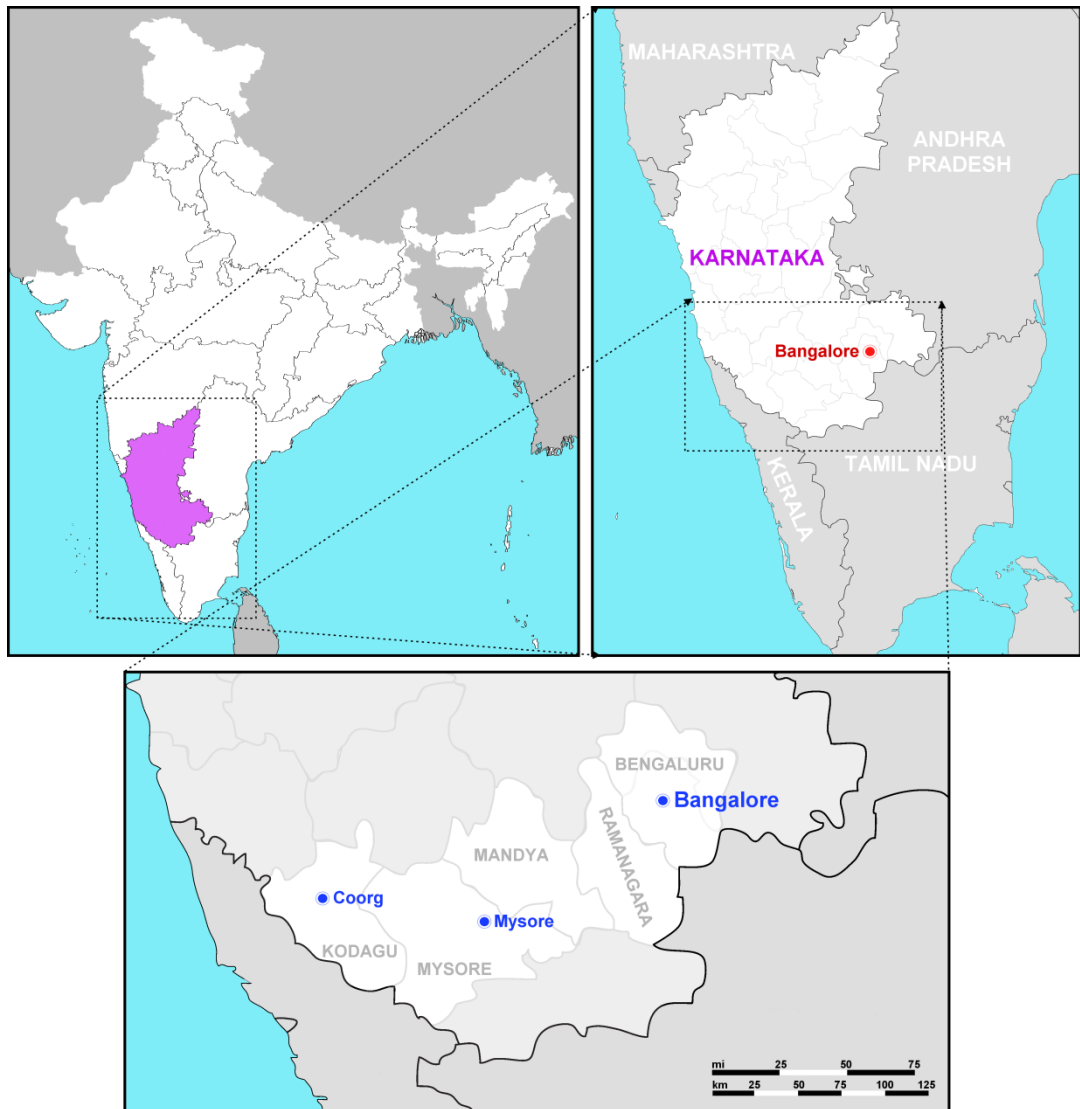 MAHARASHTRA
ANDHRA
PRADESH
KARNATAKA
Bangalore
TAMIL NADU
KERALA
BENGALURU
Bangalore
RAMANAGARA
MANDYA
Coorg
Mysore
KODAGU
MYSORE
mi 25 50 75
km 25 50 75 100 125